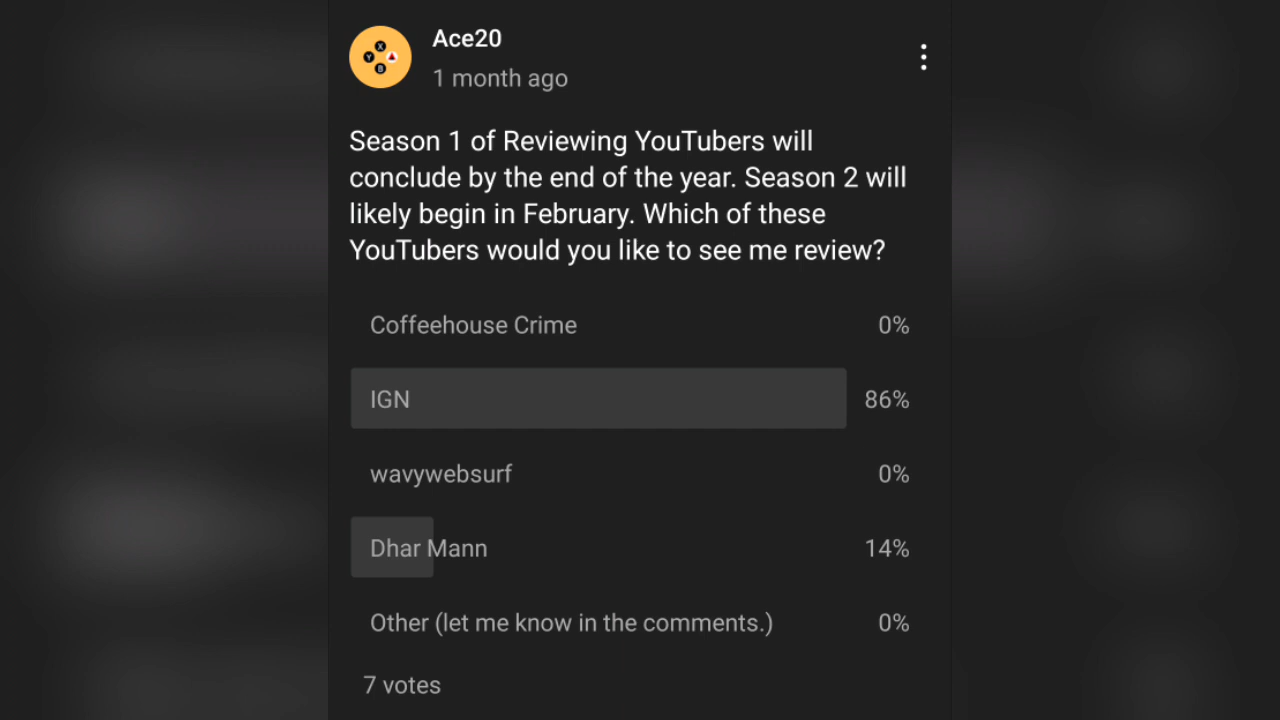 Ace20
1 month ago
Season 1 of Reviewing YouTubers will
conclude by the end of the year. Season 2 will
likely begin in February. Which of these
YouTubers would you like to see me review?
Coffeehouse Crime 0%
IGN 86%
wavywebsurf 0%
Dhar Mann 14%
Other (let me know in the comments.) 0%
7 votes
X
Y
B